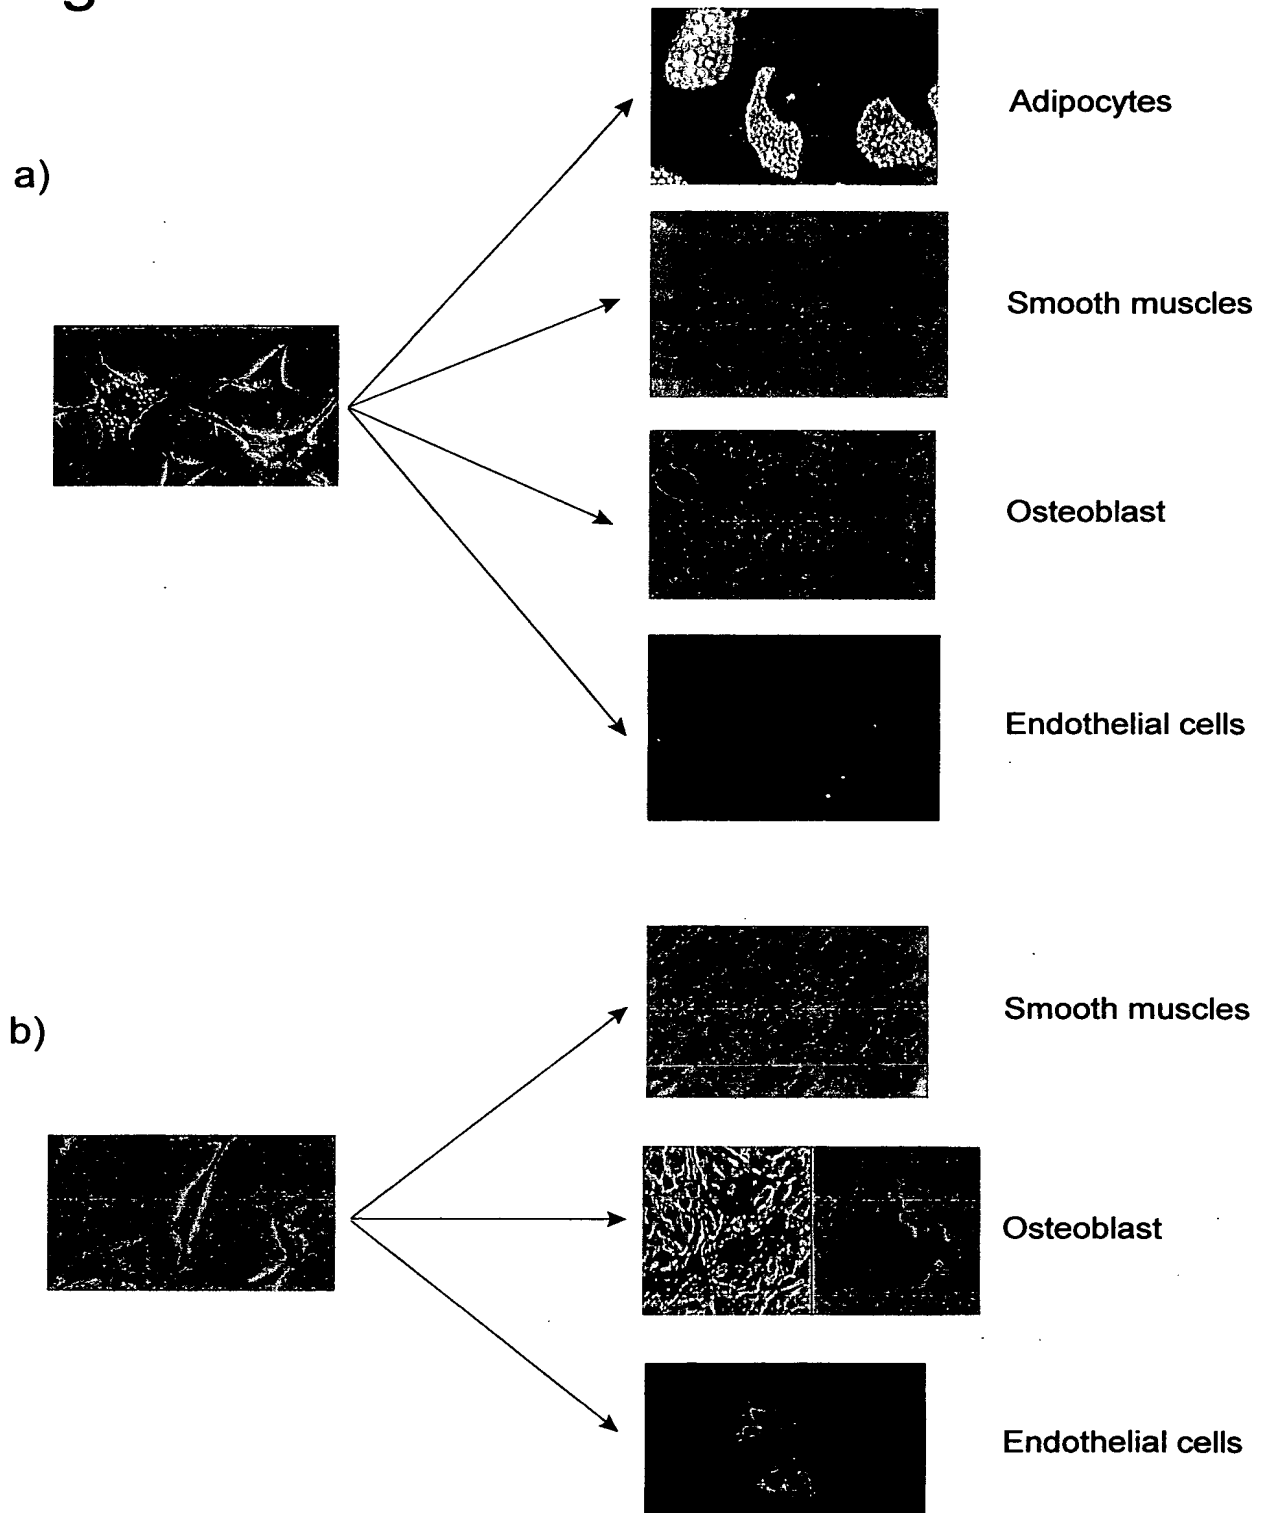 a)
Adipocytes
Smooth muscles
Osteoblast
Endothelial cells
b)
Smooth muscles
Osteoblast
Endothelial cells